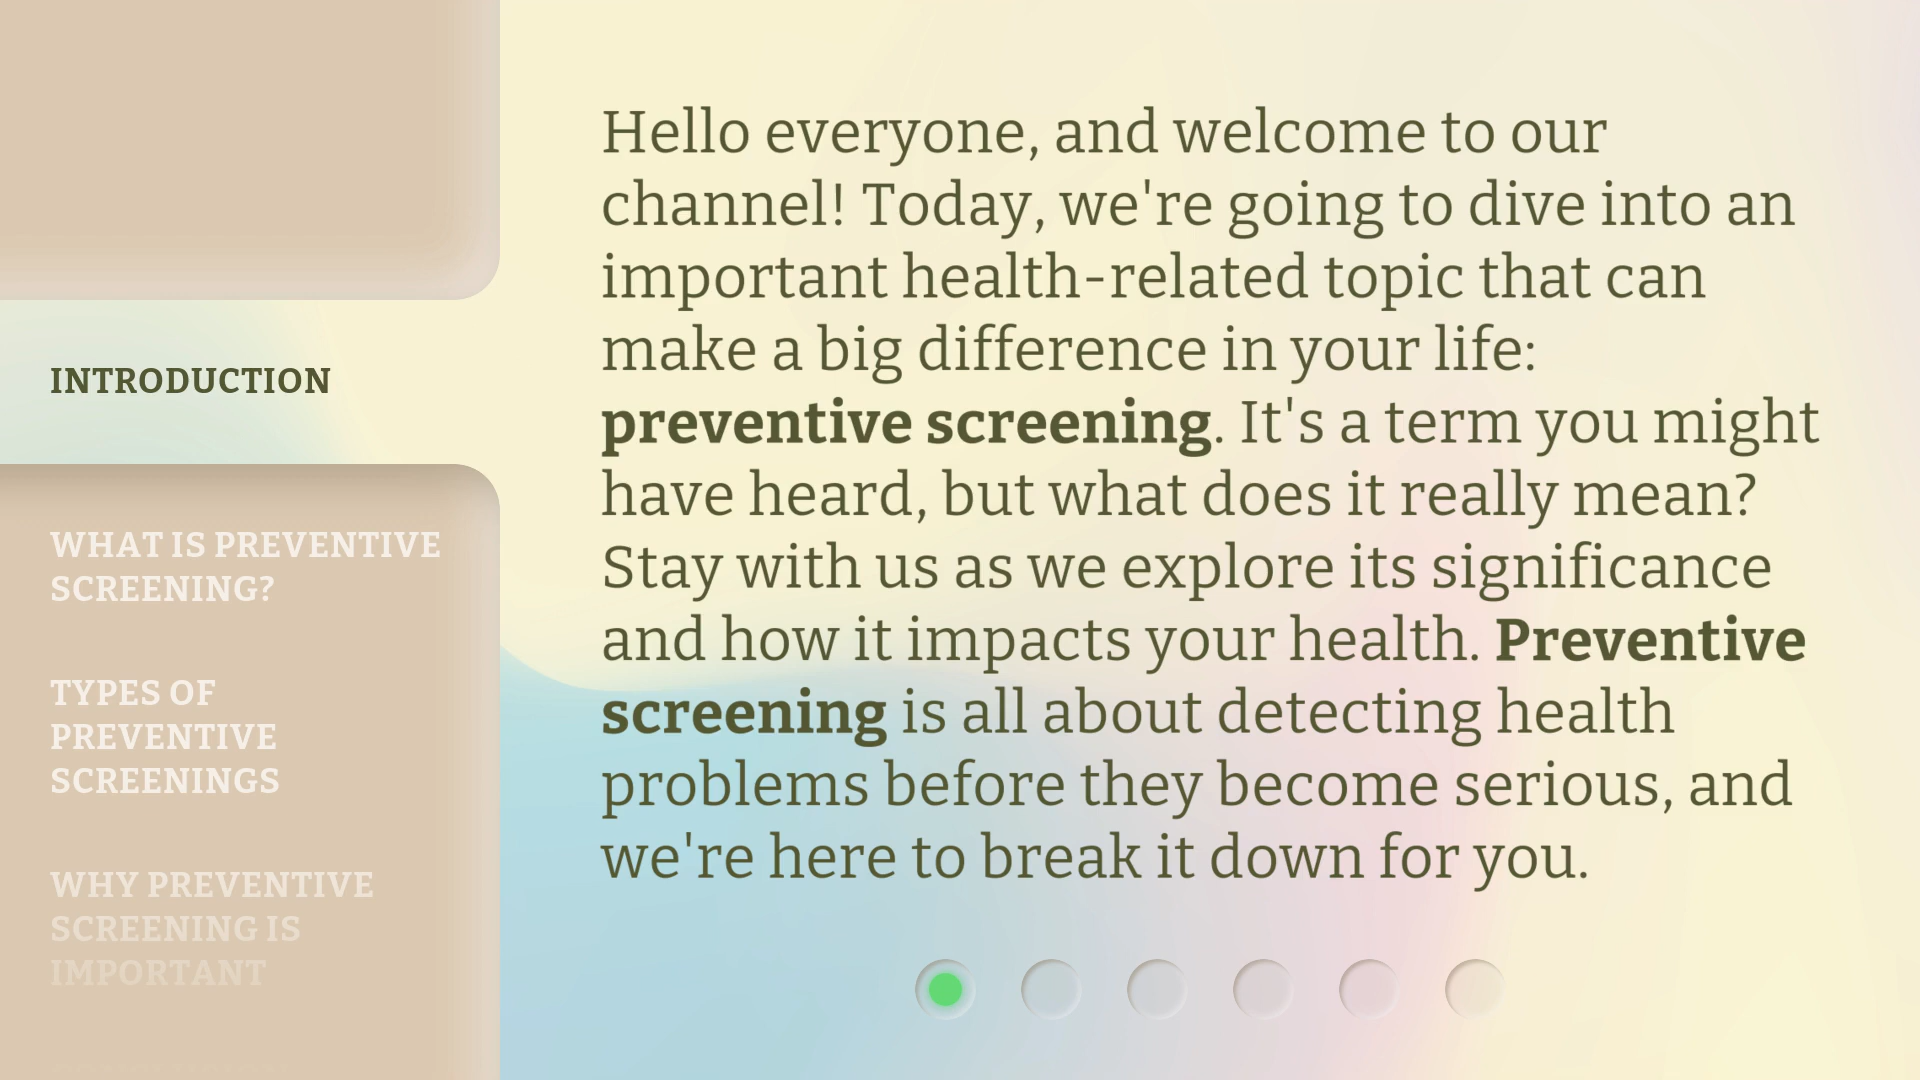 INTRODUCTION
WHAT IS PREVENTIVE
SCREENING?
TYPES OF
PREVENTIVE
SCREENINGS
WHY PREVENTIVE
SCREENING IS
IMPORTANT
Hello everyone, and welcome to our
channel! Today, we're going to dive into an
important health-related topic that can
make a big difference in your life:
preventive screening. It's a term you might
have heard, but what does it really mean?
Stay with us as we explore its significance
and how it impacts your health. Preventive
screening is all about detecting health
problems before they become serious, and
we're here to break it down for you.